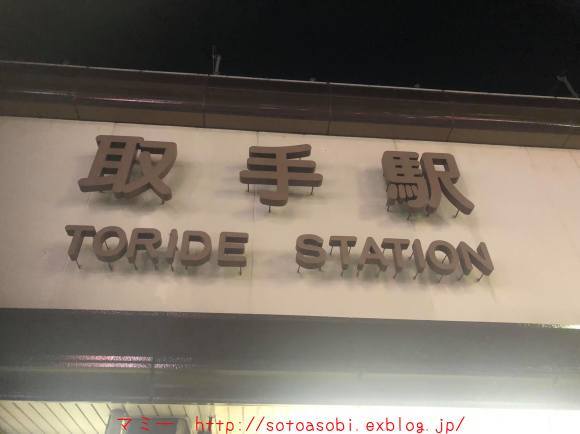 取手駅
TORIDE STATION
マミー http://sotoasobi.exblog.jp/